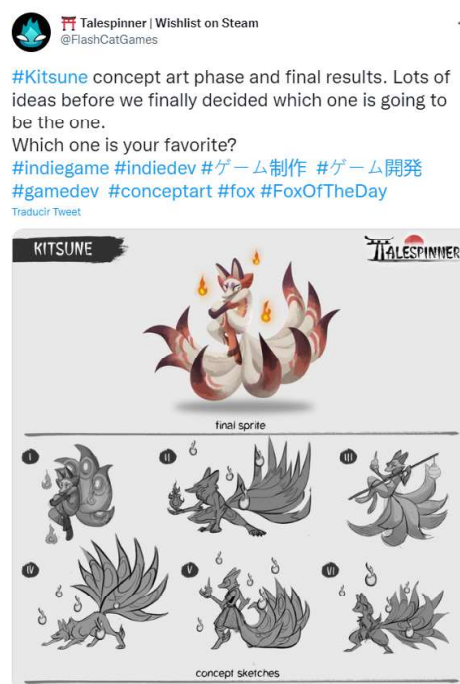 ⛩ Talespinner | Wishlist on Steam
@FlashCatGames
#Kitsune concept art phase and final results. Lots of
ideas before we finally decided which one is going to
be the one.
Which one is your favorite?
#indiegame #indiedev #ゲーム制作 #ゲーム開発
#gamedev #conceptart #fox #FoxOfTheDay
Traducir Tweet
KITSUNE
TALESPINNER
final sprite
I
II
III
IV
V
VI
concept sketches